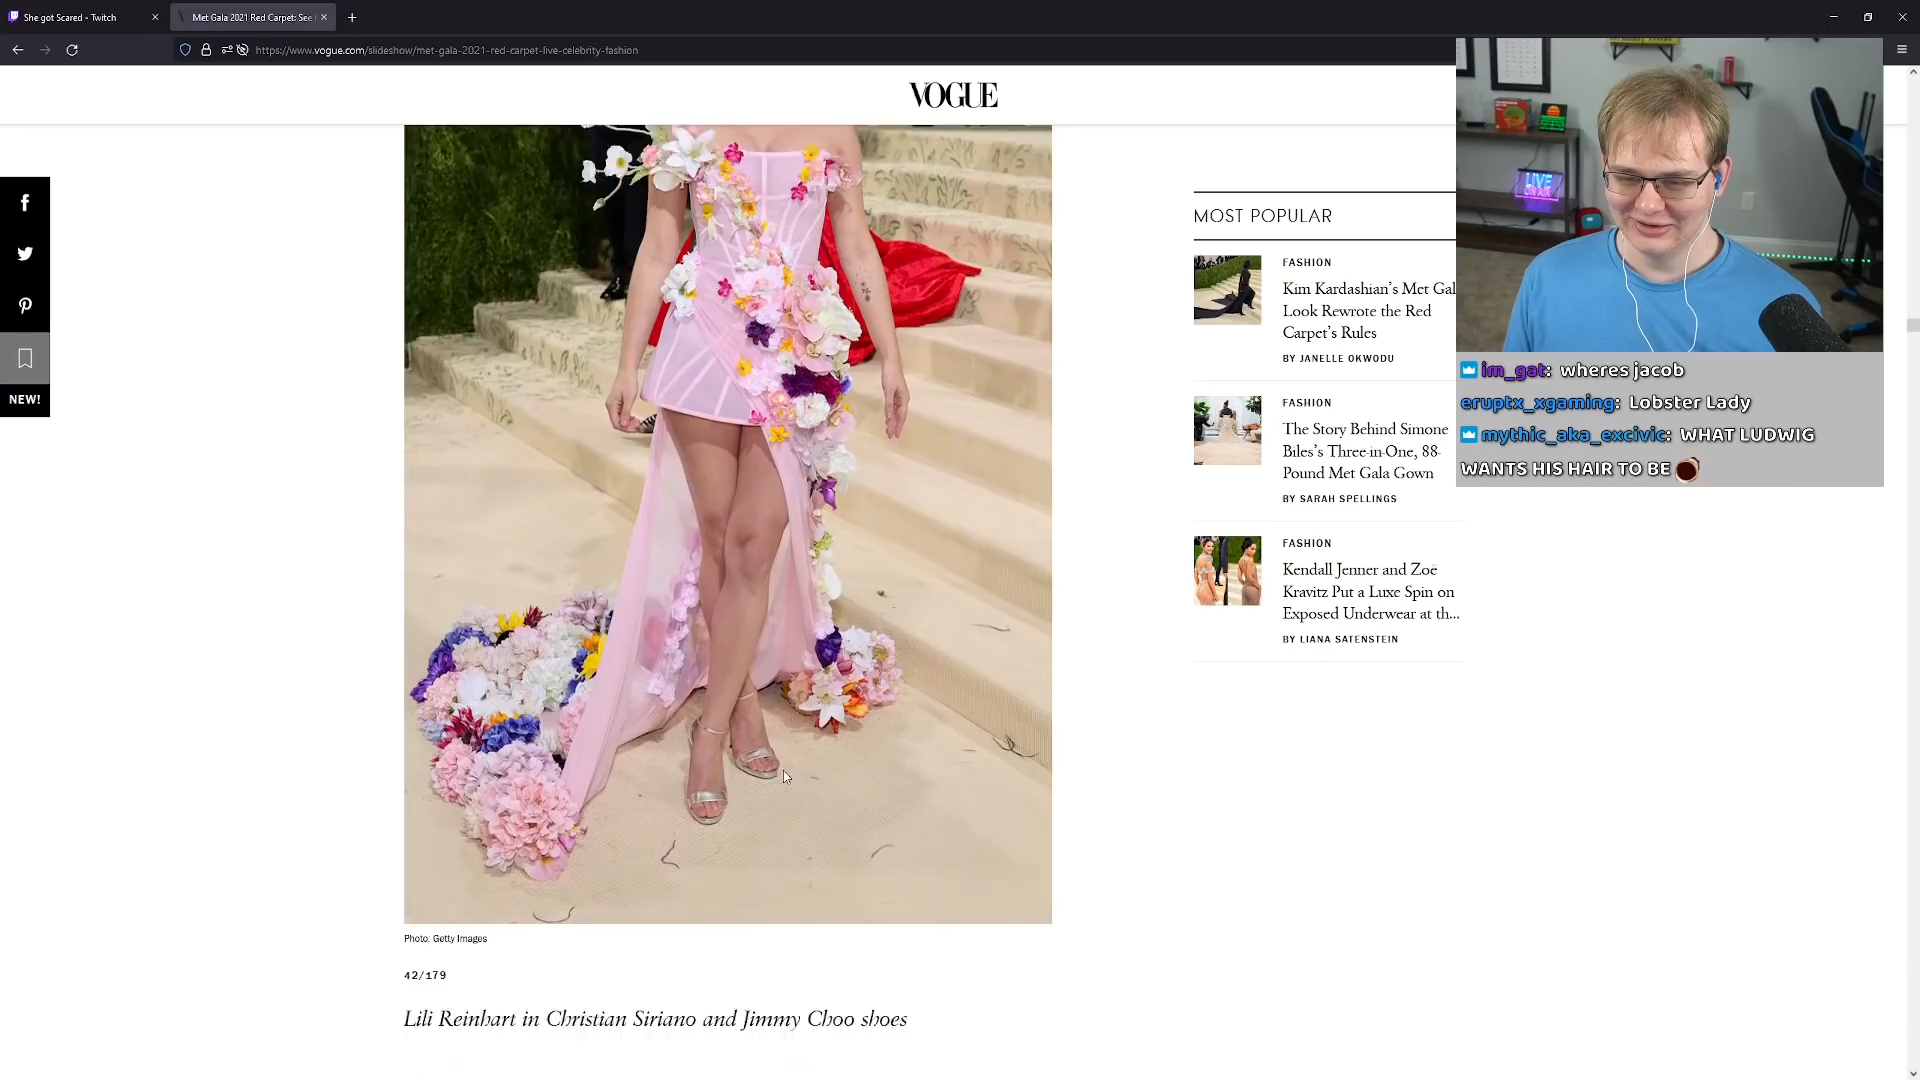 She got Scared - Twitch
Met Gala 2021 Red Carpet: See
https://www.vogue.com/slideshow/met-gala-2021-red-carpet-live-celebrity-fashion
VOGUE
NEW!
MOST POPULAR
FASHION
Kim Kardashian's Met Gal
Look Rewrote the Red
Carpet's Rules
BY JANELLE OKWODU
FASHION
The Story Behind Simone
Biles's Three-in-One, 88-
Pound Met Gala Gown
BY SARAH SPELLINGS
FASHION
Kendall Jenner and Zoë
Kravitz Put a Luxe Spin on
Exposed Underwear at th...
BY LIANA SATENSTEIN
LIVE
ON AIR
im_gat: wheres jacob
eruptx_xgaming: Lobster Lady
mythic_aka_excivic: WHAT LUDWIG
WANTS HIS HAIR TO BE
Photo: Getty Images
42/179
Lili Reinhart in Christian Siriano and Jimmy Choo shoes